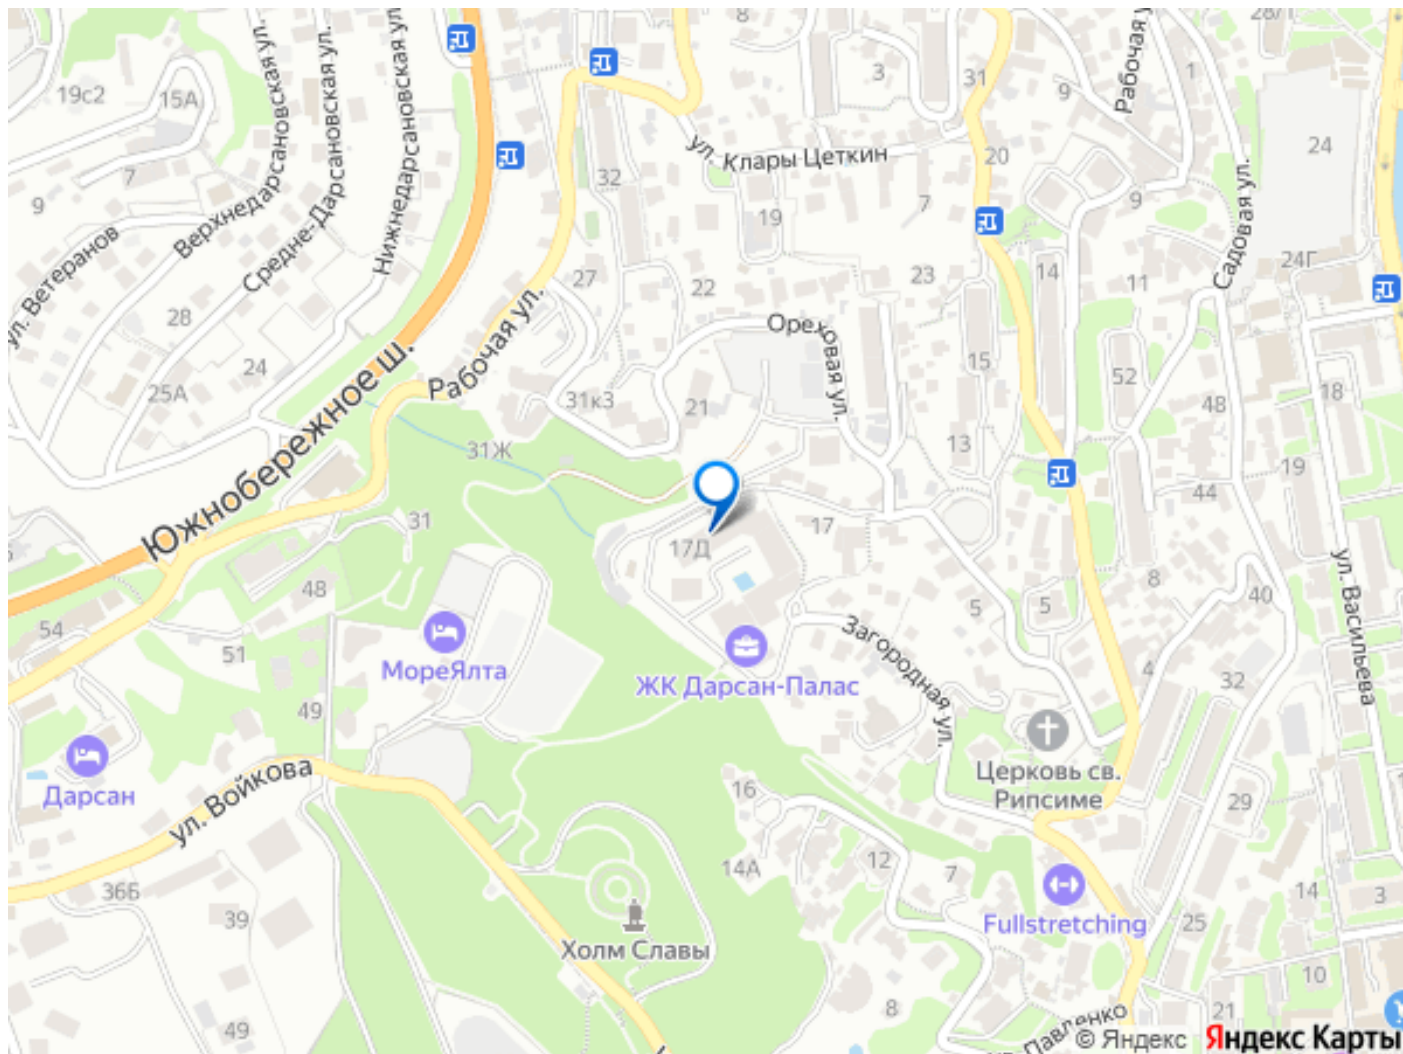 8
28/1
19с2
15А
Верхнедарсановская ул.
Средне-Дарсановская ул.
Нижнедарсановская ул.
3
31
9
1
Рабочая у
24
ул. Клары Цеткин
20
32
7
9
7
9
19
Садовая ул.
ул. Ветеранов
27
22
23
14
11
24Г
28
Ореховая ул.
Рабочая ул.
24
25А
15
52
18
31к3
21
48
Южнобережное ш.
31Ж
13
19
44
31
17
17Д
ул. Васильева
48
8
40
5
5
54
51
МореЯлта
Загородная ул.
4
32
ЖК Дарсан-Палас
49
Церковь св.
Рипсиме
Дарсан
ул. Войкова
16
29
14А
12
7
36Б
14
3
39
Fullstretching
25
Холм Славы
10
49
8
21
Павленко
© Яндекс
Яндекс Карты